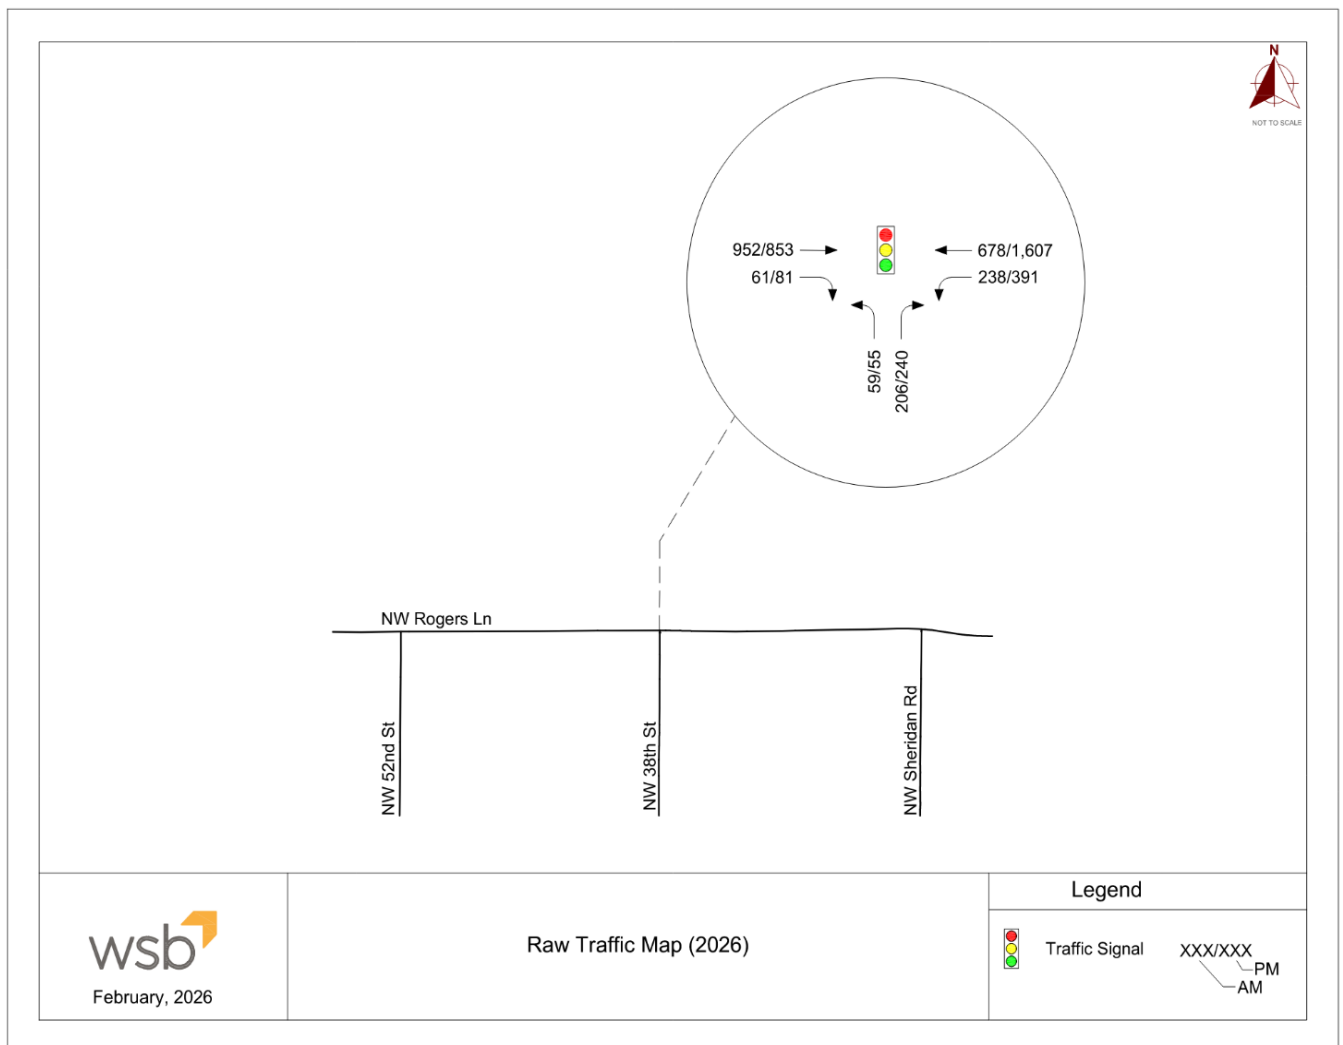 N
NOT TO SCALE
952/853
678/1,607
61/81
238/391
59/55
206/240
NW Rogers Ln
NW 52nd St
NW 38th St
NW Sheridan Rd
wsb
February, 2026
Raw Traffic Map (2026)
Legend
Traffic Signal
XXX/XXX
PM
AM